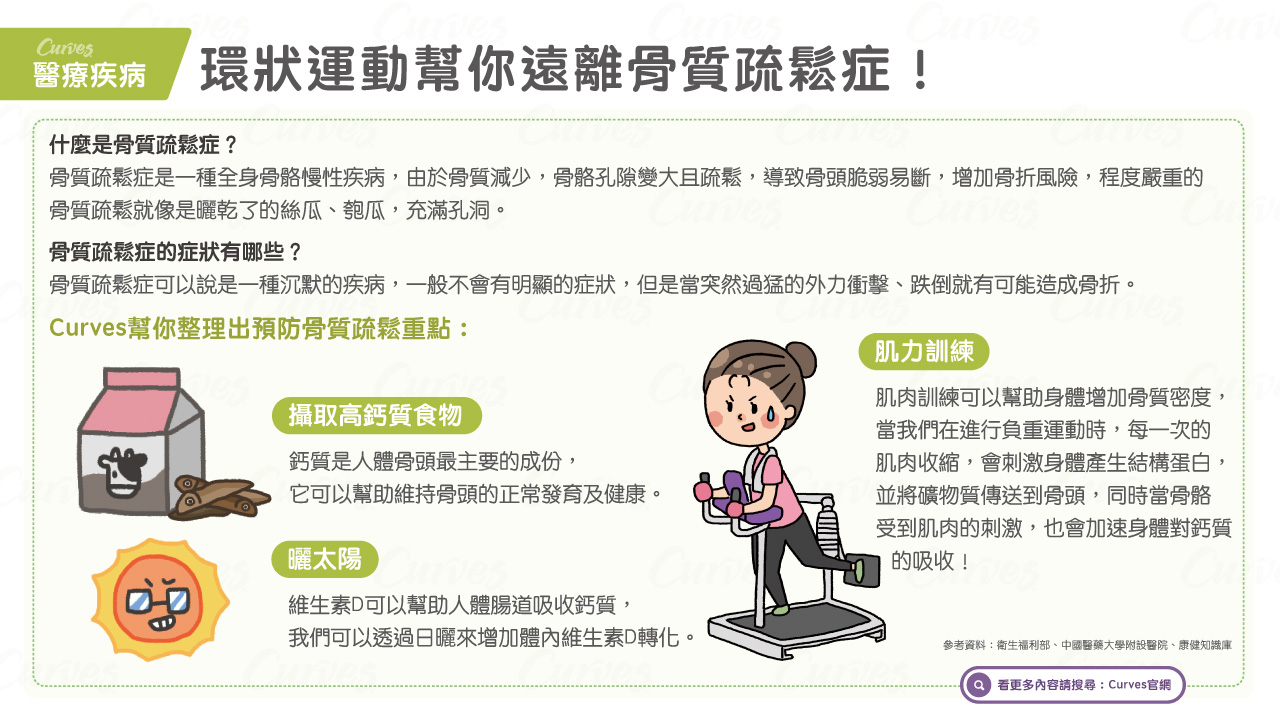 Curves
醫療疾病
環狀運動幫你遠離骨質疏鬆症！
什麼是骨質疏鬆症？
骨質疏鬆症是一種全身骨骼慢性疾病，由於骨質減少，骨骼孔隙變大且疏鬆，導致骨頭脆弱易斷，增加骨折風險，程度嚴重的
骨質疏鬆就像是曬乾了的絲瓜、匏瓜，充滿孔洞。
骨質疏鬆症的症狀有哪些？
骨質疏鬆症可以說是一種沉默的疾病，一般不會有明顯的症狀，但是當突然過猛的外力衝擊、跌倒就有可能造成骨折。
Curves幫你整理出預防骨質疏鬆重點：
攝取高鈣質食物
鈣質是人體骨頭最主要的成份，
它可以幫助維持骨頭的正常發育及健康。
曬太陽
維生素D可以幫助人體腸道吸收鈣質，
我們可以透過日曬來增加體內維生素D轉化。
肌力訓練
肌肉訓練可以幫助身體增加骨質密度，
當我們在進行負重運動時，每一次的
肌肉收縮，會刺激身體產生結構蛋白，
並將礦物質傳送到骨頭，同時當骨骼
受到肌肉的刺激，也會加速身體對鈣質
的吸收！
參考資料：衛生福利部、中國醫藥大學附設醫院、康健知識庫
看更多內容請搜尋：Curves官網